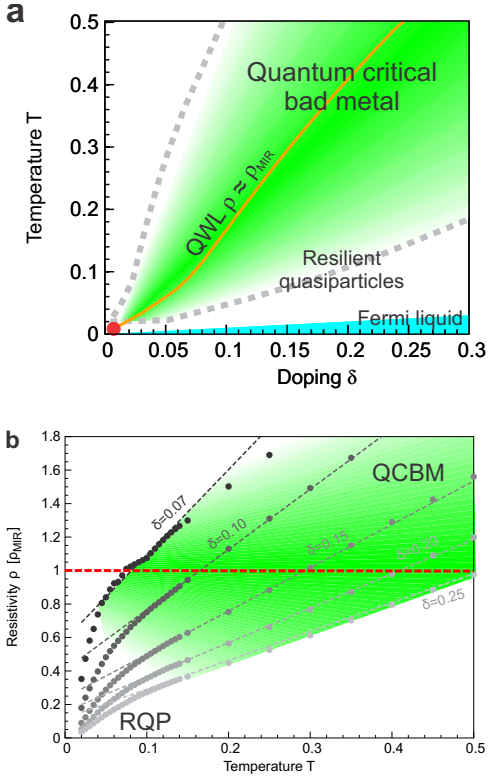 a
Temperature T
0.5
0.4
0.3
0.2
0.1
0
Quantum critical
bad metal
QWL ρ ≈ ρMIR
Resilient
quasiparticles
Fermi liquid
0
0.05
0.1
0.15
0.2
0.25
0.3
Doping δ
b
Resistivity ρ [ρMIR]
1.8
1.6
1.4
1.2
1
0.8
0.6
0.4
0.2
0
QCBM
δ=0.07
δ=0.10
δ=0.15
δ=0.20
δ=0.25
RQP
0
0.1
0.2
0.3
0.4
0.5
Temperature T